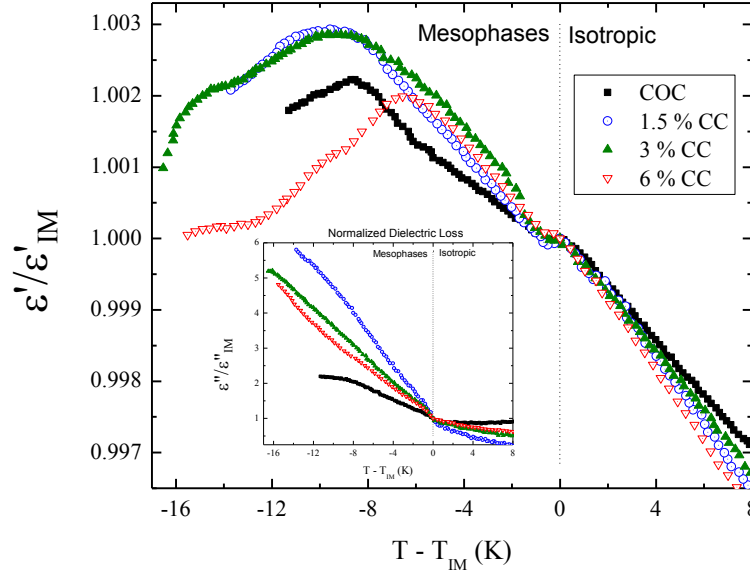 Mesophases
Isotropic
COC
1.5 % CC
3 % CC
6 % CC
1.003
1.002
1.001
1.000
0.999
0.998
0.997
ε'/ε'IM
-16
-12
-8
-4
0
4
8
T - TIM (K)
Normalized Dielectric Loss
Mesophases
Isotropic
6
5
4
3
2
1
ε''/ε''IM
-16
-12
-8
-4
0
4
8
T - TIM (K)